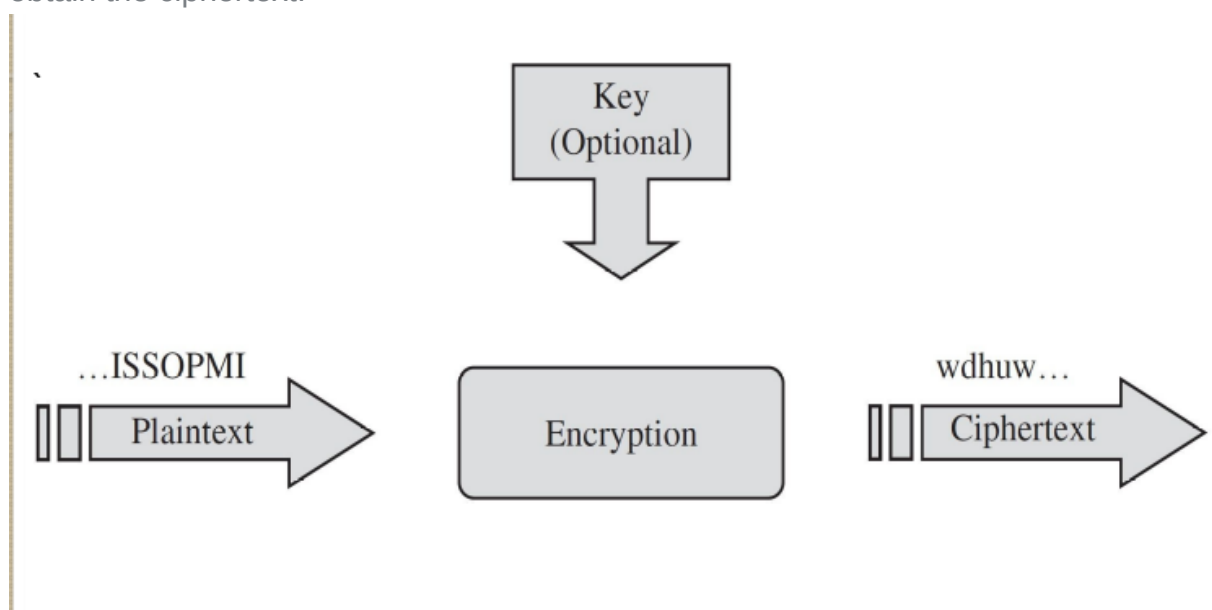 obtain the ciphertext.
`
Key
(Optional)
…ISSOPMI
Plaintext
Encryption
wdhuw…
Ciphertext